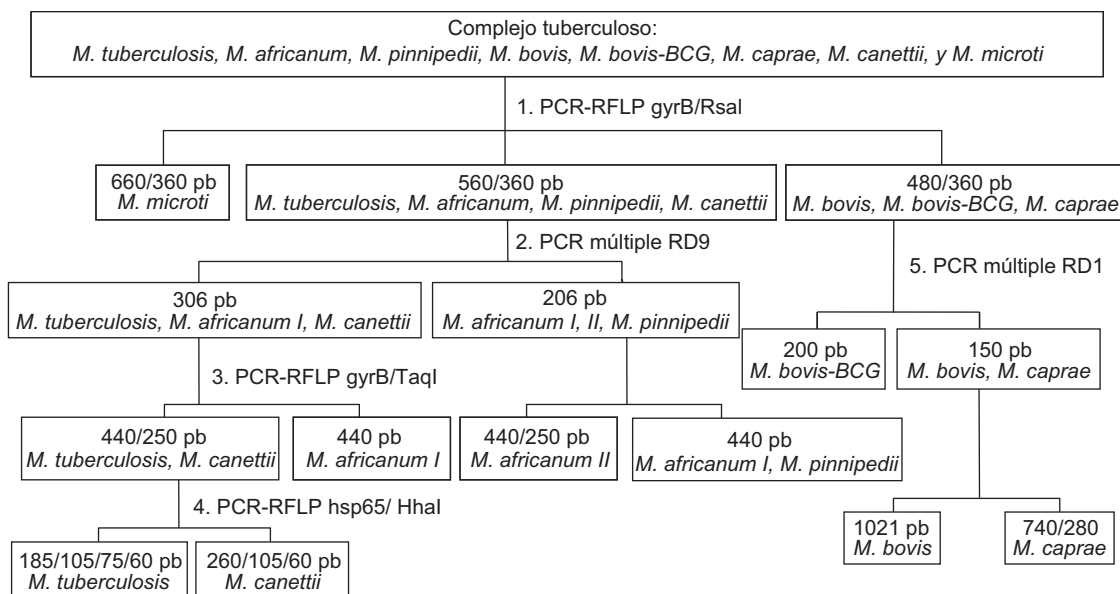 Complejo tuberculoso:
M. tuberculosis, M. africanum, M. pinnipedii, M. bovis, M. bovis-BCG, M. caprae, M. canettii, y M. microti
1. PCR-RFLP gyrB/RsaI
660/360 pb
M. microti
560/360 pb
M. tuberculosis, M. africanum, M. pinnipedii, M. canettii
480/360 pb
M. bovis, M. bovis-BCG, M. caprae
2. PCR múltiple RD9
5. PCR múltiple RD1
306 pb
M. tuberculosis, M. africanum I, M. canettii
206 pb
M. africanum I, II, M. pinnipedii
200 pb
M. bovis-BCG
150 pb
M. bovis, M. caprae
3. PCR-RFLP gyrB/TaqI
440/250 pb
M. tuberculosis, M. canettii
440 pb
M. africanum I
440/250 pb
M. africanum II
440 pb
M. africanum I, M. pinnipedii
4. PCR-RFLP hsp65/ HhaI
185/105/75/60 pb
M. tuberculosis
260/105/60 pb
M. canettii
1021 pb
M. bovis
740/280
M. caprae